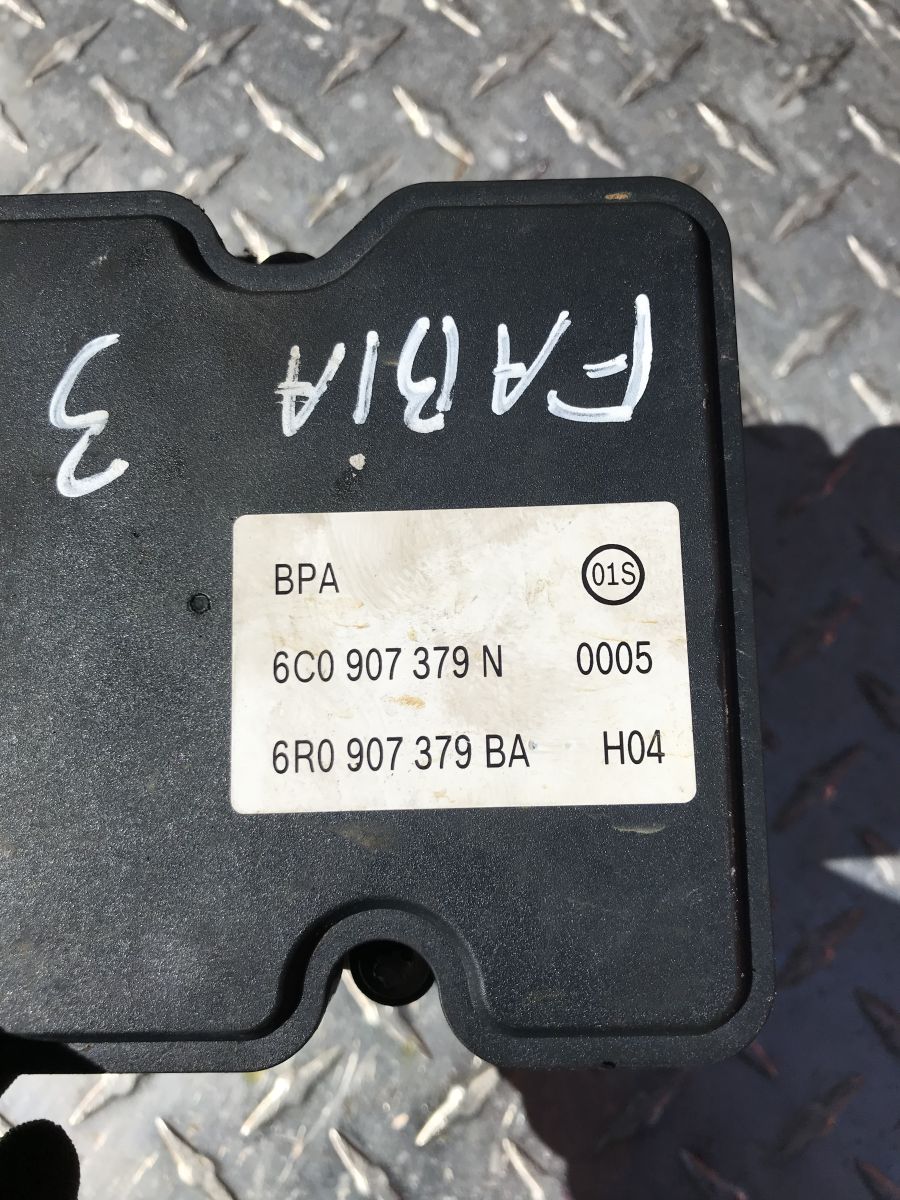 FABIA 3
BPA 01S
6C0 907 379 N 0005
6R0 907 379 BA H04